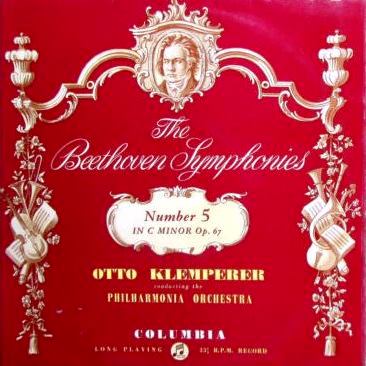 The
Beethoven Symphonies
Number 5
IN C MINOR Op. 67
OTTO KLEMPERER
conducting the
PHILHARMONIA ORCHESTRA
COLUMBIA
LONG PLAYING 33⅓ R.P.M. RECORD